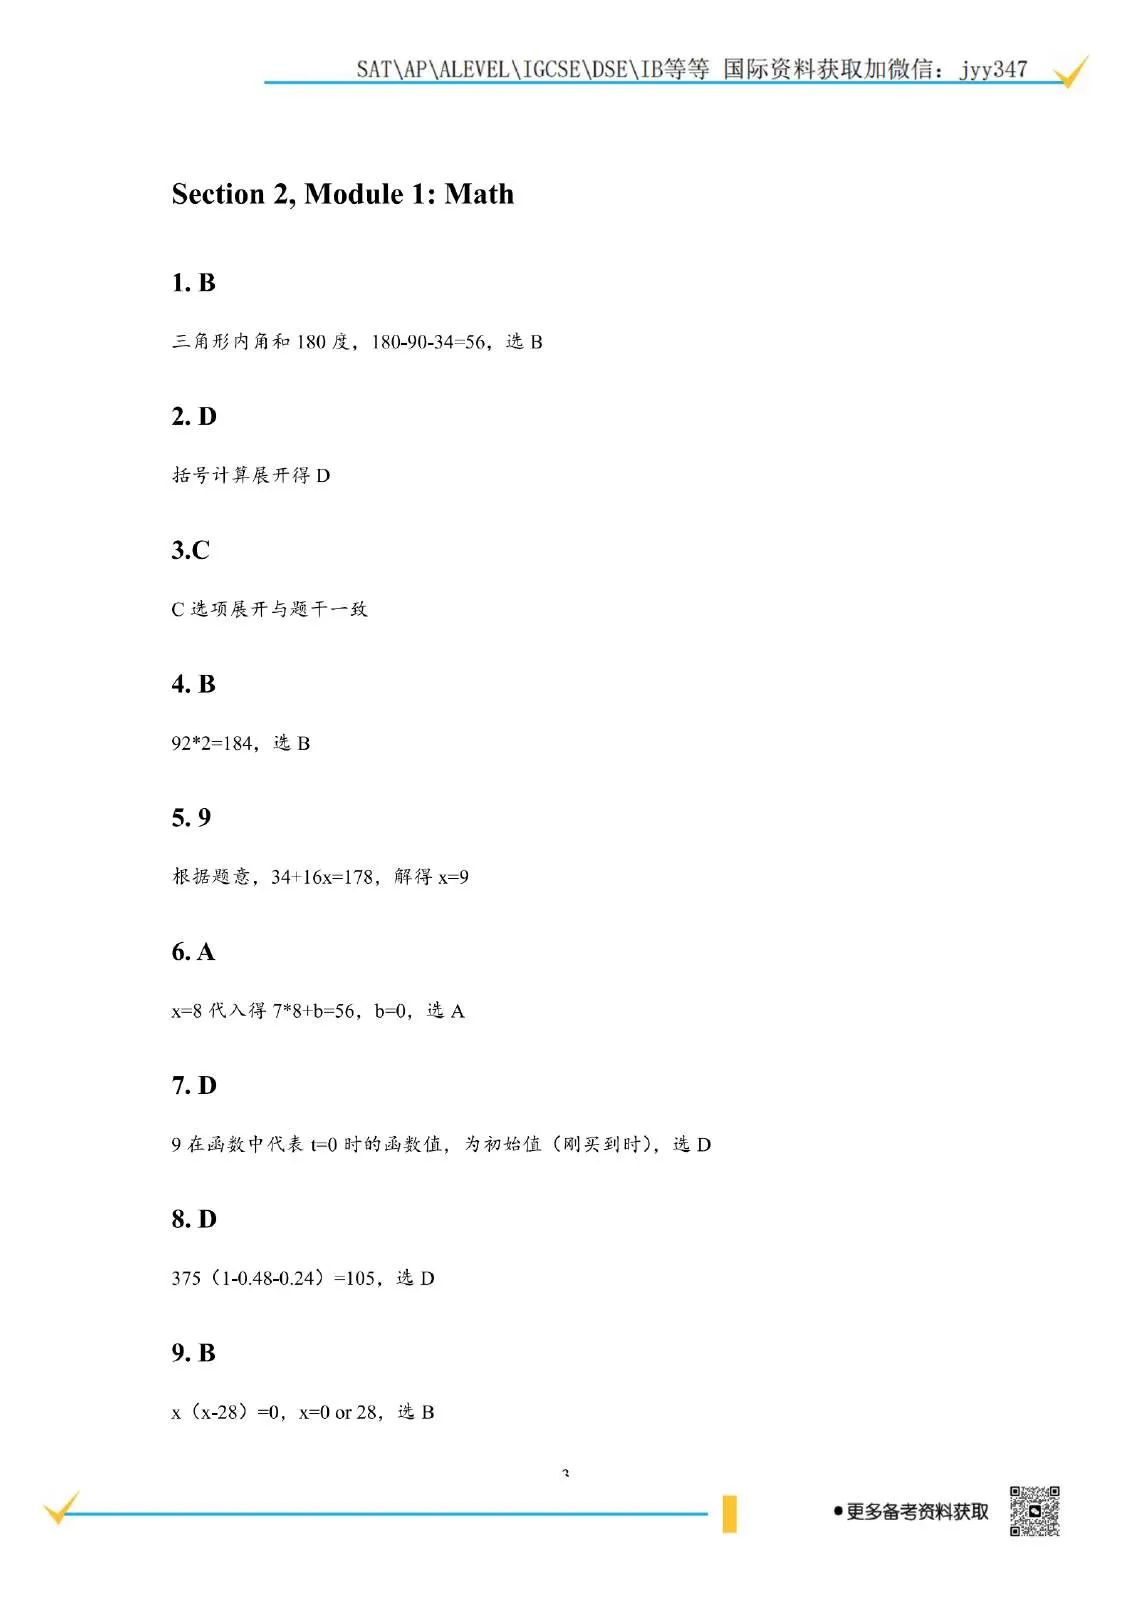 SAT\AP\ALEVEL\IGCSE\DSE\IB等等 国际资料获取加微信：jyy347
Section 2, Module 1: Math
1. B
三角形内角和 180 度，180-90-34=56，选 B
2. D
括号计算展开得 D
3.C
C 选项展开与题干一致
4. B
92*2=184，选 B
5. 9
根据题意，34+16x=178，解得 x=9
6. A
x=8 代入得 7*8+b=56，b=0，选 A
7. D
9 在函数中代表 t=0 时的函数值，为初始值（刚买到时），选 D
8. D
375（1-0.48-0.24）=105，选 D
9. B
x（x-28）=0，x=0 or 28，选 B
3
●更多备考资料获取